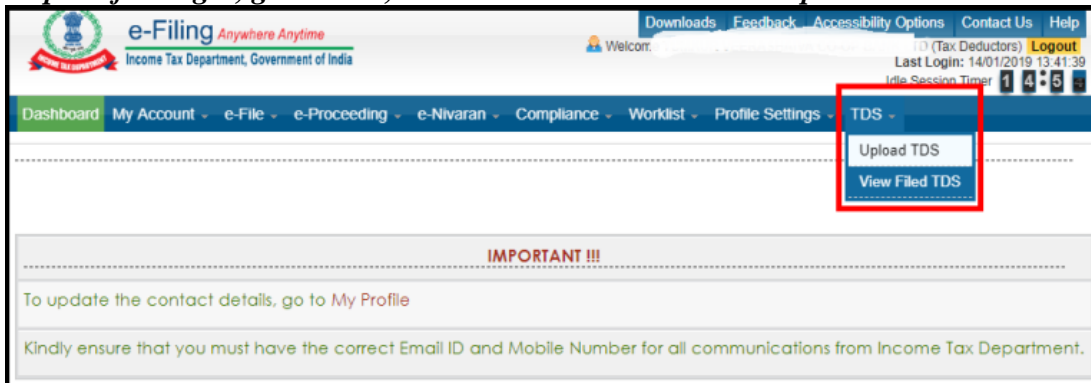 e-Filing Anywhere Anytime
Income Tax Department, Government of India
Downloads Feedback Accessibility Options Contact Us Help
(Tax Deductors) Logout
Last Login: 14/01/2019 13:41:39
Idle Session Timer 1 4 : 5
Dashboard My Account e-File e-Proceeding e-Nivaran Compliance Worklist Profile Settings TDS
Upload TDS
View Filed TDS
IMPORTANT !!!
To update the contact details, go to My Profile
Kindly ensure that you must have the correct Email ID and Mobile Number for all communications from Income Tax Department.